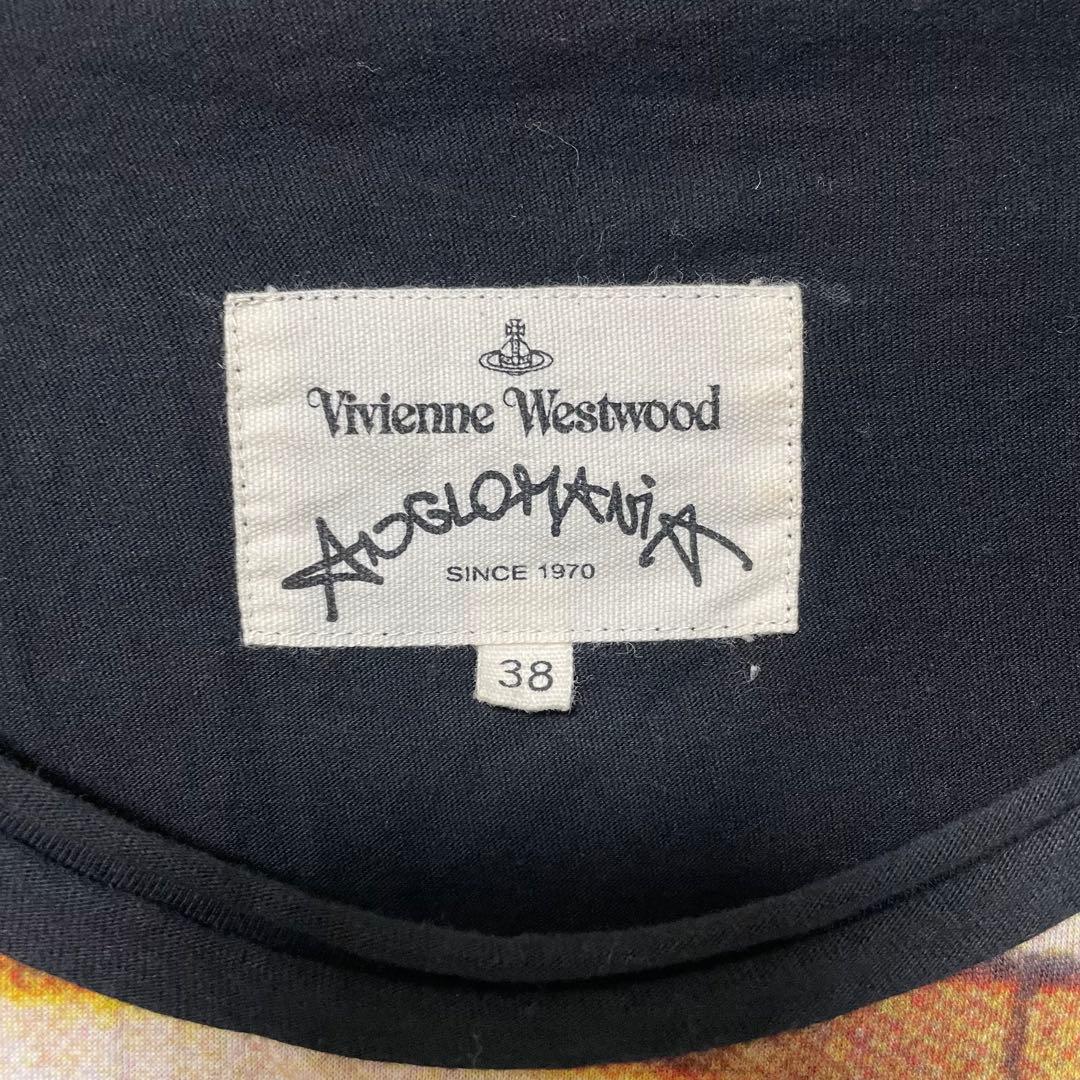 Vivienne Westwood
ANGLOMANiA
SINCE 1970
38